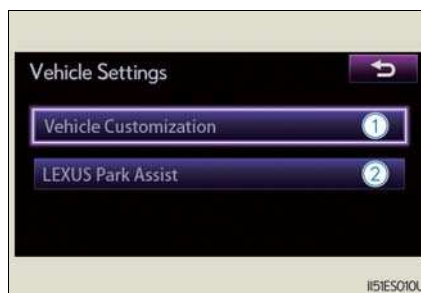 Vehicle Settings
Vehicle Customization 1
LEXUS Park Assist 2
II51ES010U